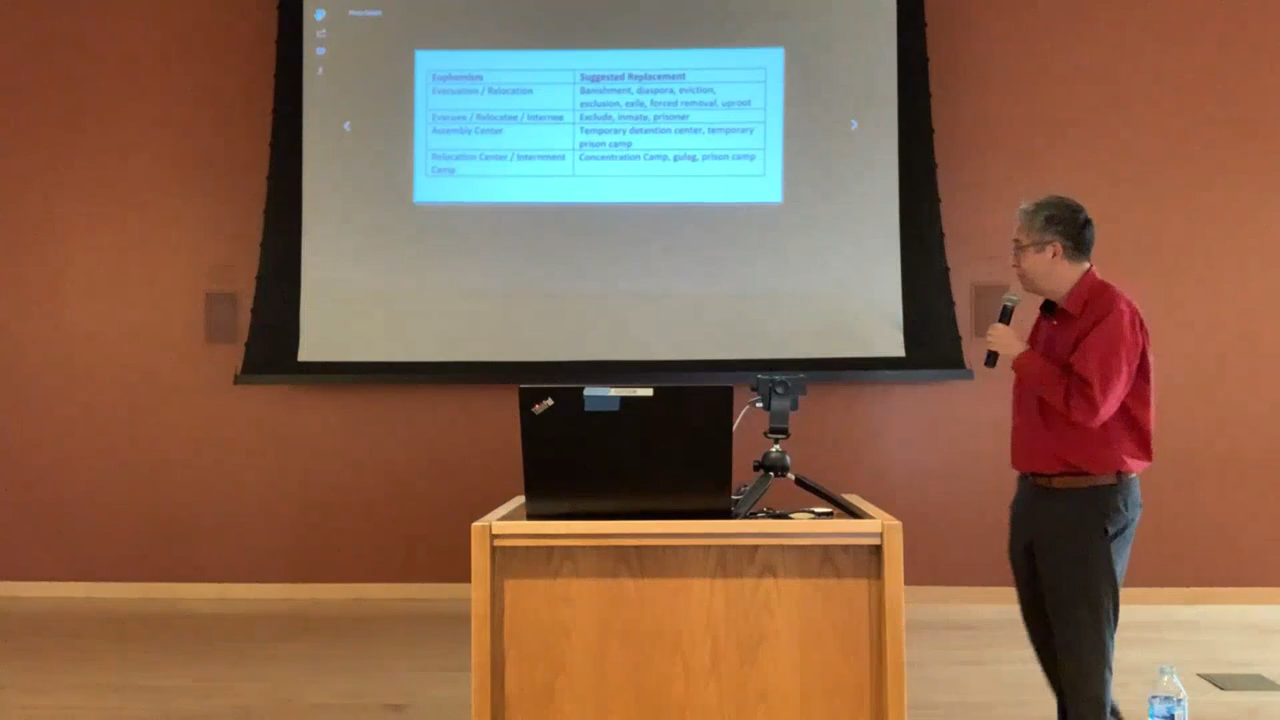 Euphemism Suggested Replacement
Evacuation / Relocation Banishment, diaspora, eviction,
exclusion, exile, forced removal, uproot
Evacuee / Relocatee / Internee Exclude, inmate, prisoner
Assembly Center Temporary detention center, temporary
prison camp
Relocation Center / Internment Concentration Camp, gulag, prison camp
Camp